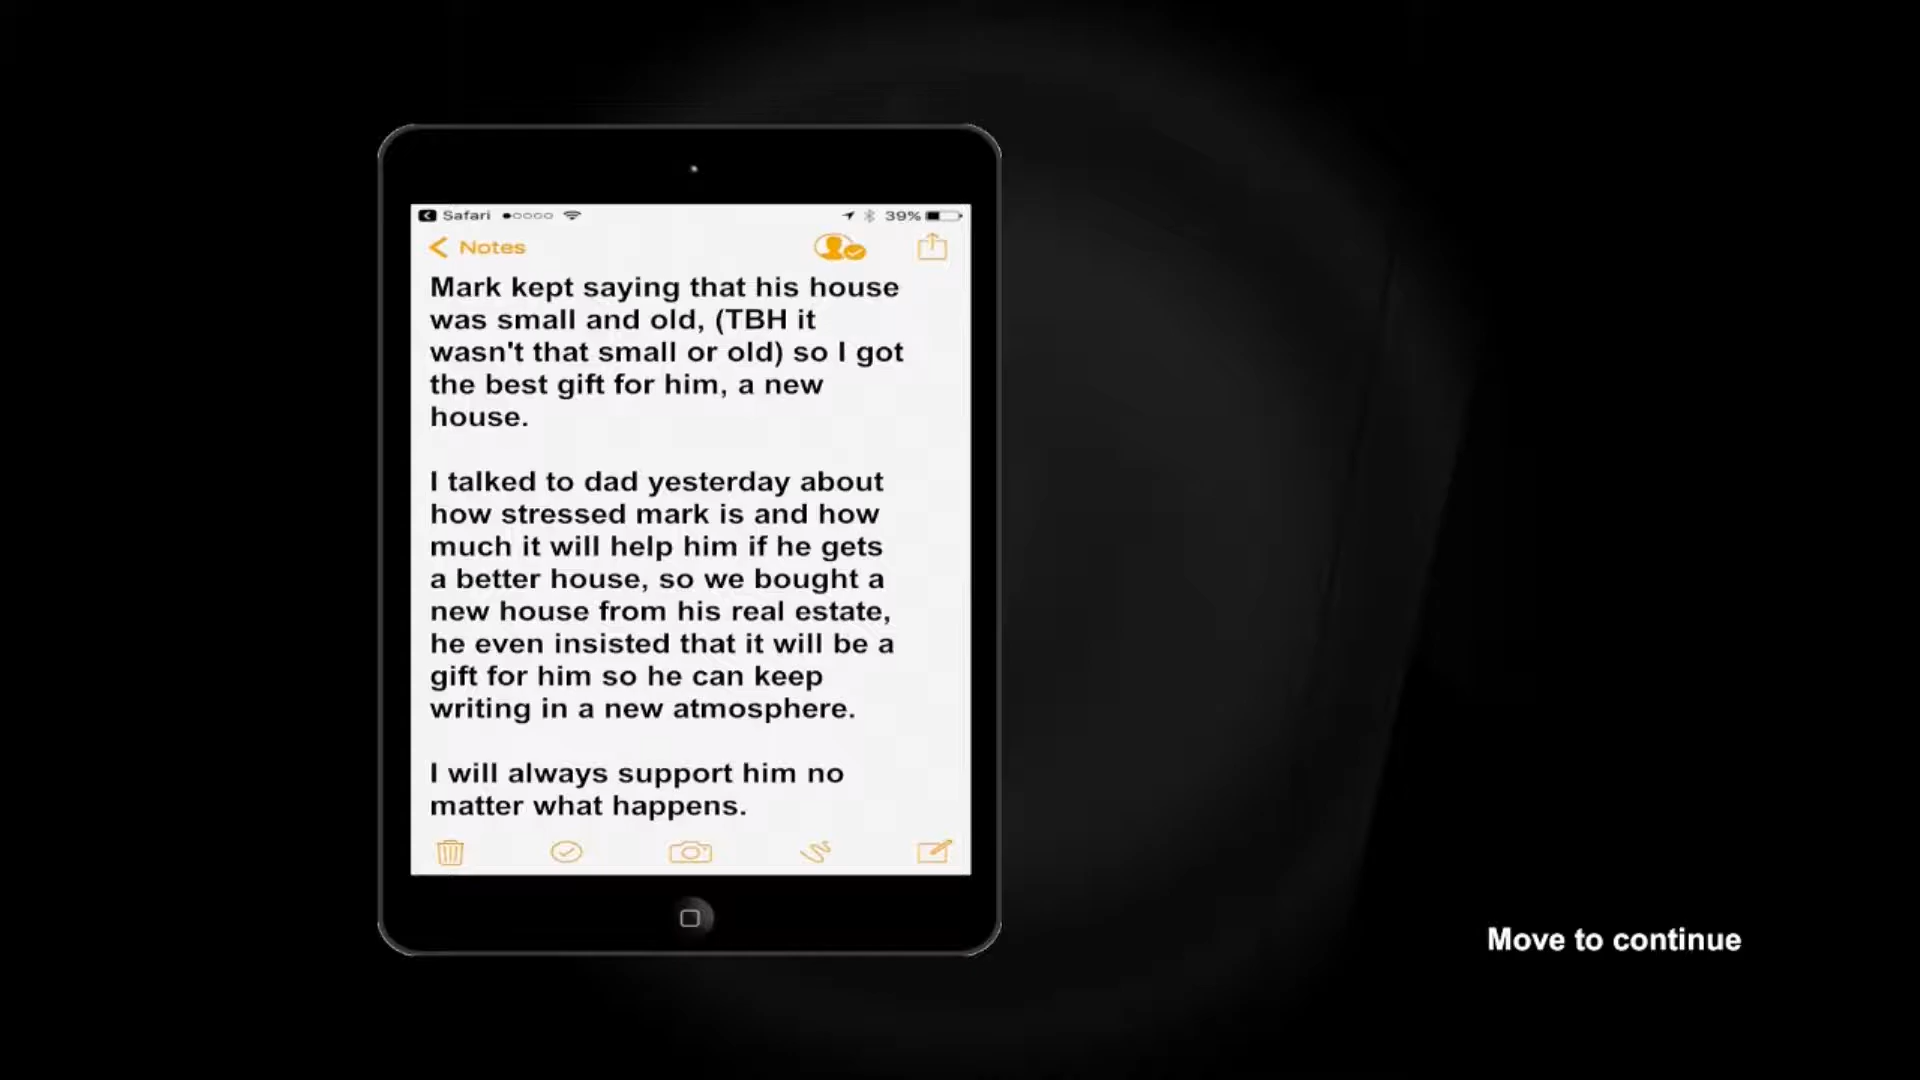 Safari 39%
Notes
Mark kept saying that his house
was small and old, (TBH it
wasn't that small or old) so I got
the best gift for him, a new
house.
I talked to dad yesterday about
how stressed mark is and how
much it will help him if he gets
a better house, so we bought a
new house from his real estate,
he even insisted that it will be a
gift for him so he can keep
writing in a new atmosphere.
I will always support him no
matter what happens.
Move to continue